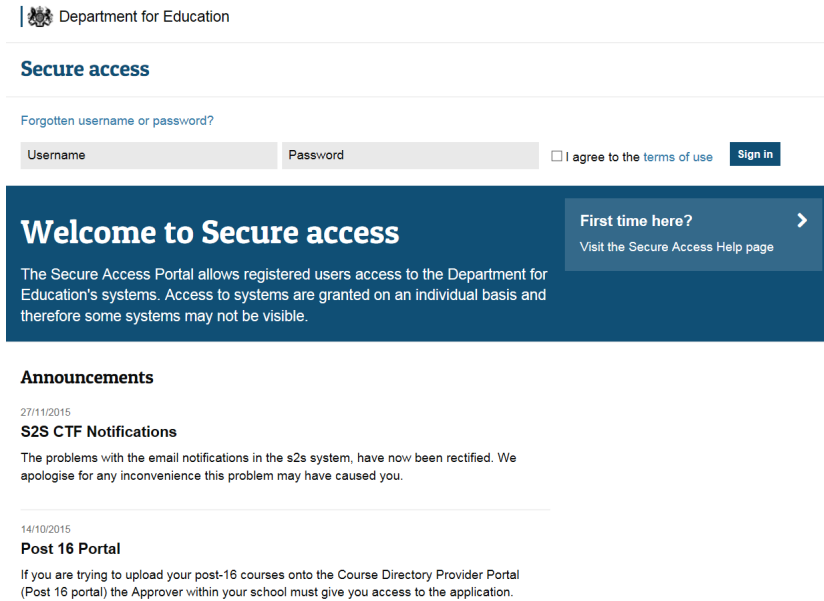 Department for Education
Secure access
Forgotten username or password?
Username Password I agree to the terms of use Sign in
Welcome to Secure access
The Secure Access Portal allows registered users access to the Department for
Education's systems. Access to systems are granted on an individual basis and
therefore some systems may not be visible.
First time here?
Visit the Secure Access Help page
Announcements
27/11/2015
S2S CTF Notifications
The problems with the email notifications in the s2s system, have now been rectified. We
apologise for any inconvenience this problem may have caused you.
14/10/2015
Post 16 Portal
If you are trying to upload your post-16 courses onto the Course Directory Provider Portal
(Post 16 portal) the Approver within your school must give you access to the application.